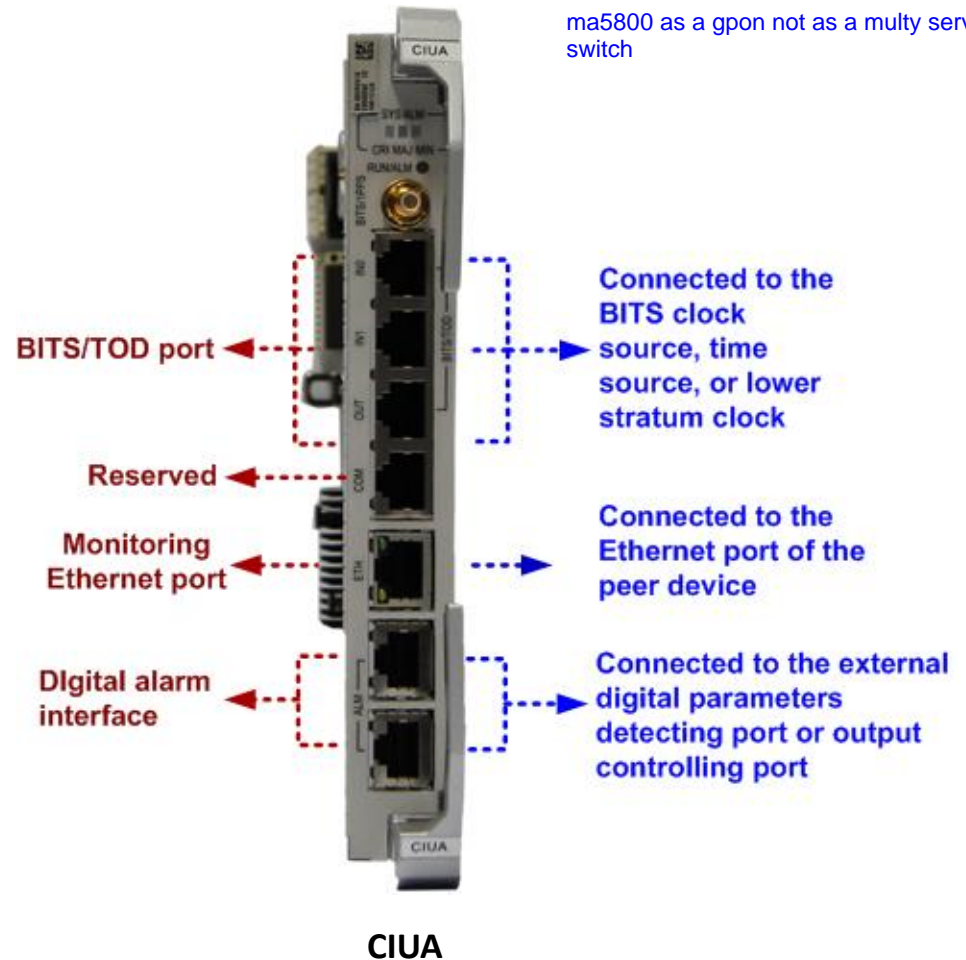 ma5800 as a gpon not as a multy serv
switch
CIUA
SYS ALM
CRI MAJ MIN
RUN/ALM
BITS/1PPS
IN0
IN1
OUT
BITS/TOD
COM
ETH
ALM
BITS/TOD port
Connected to the
BITS clock
source, time
source, or lower
stratum clock
Reserved
Monitoring
Ethernet port
Connected to the
Ethernet port of the
peer device
DIgital alarm
interface
Connected to the external
digital parameters
detecting port or output
controlling port
CIUA
CIUA